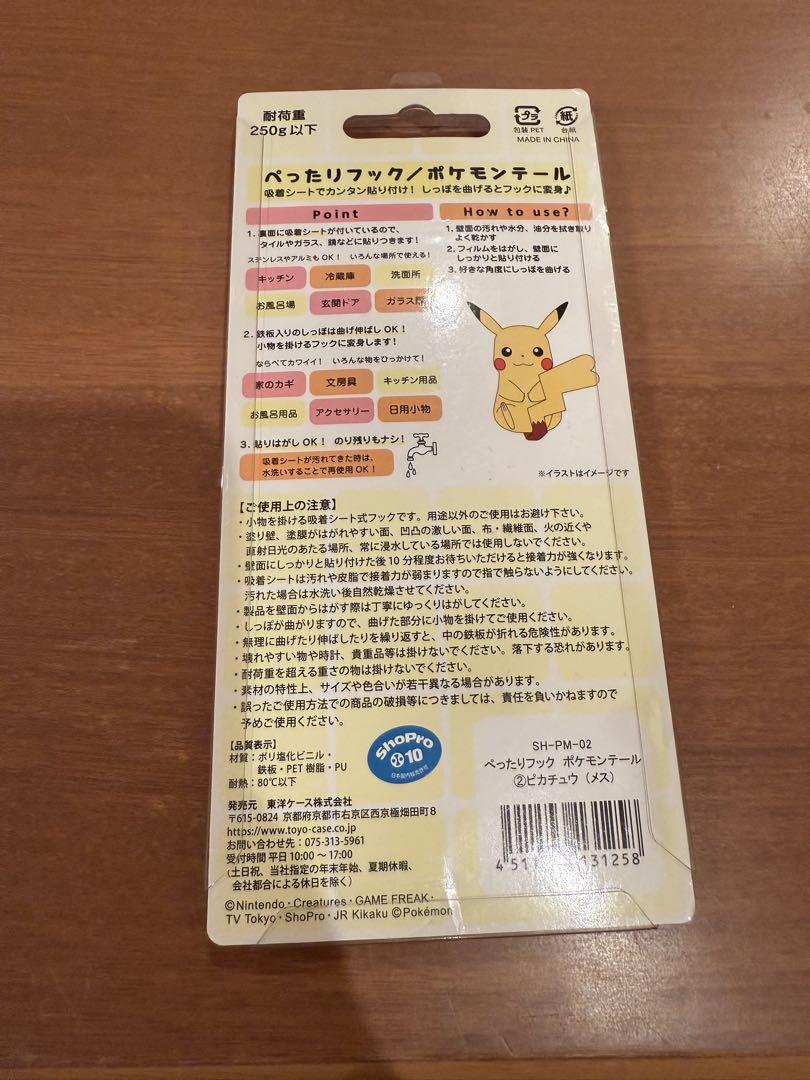 耐荷重
250g以下
プラ
包装 PET
紙
台紙
MADE IN CHINA
ぺったりフック/ポケモンテール
吸着シートでカンタン貼り付け! しっぽを曲げるとフックに変身♪
Point
1. 裏面に吸着シートが付いているので、
タイルやガラス、鏡などに貼りつきます!
ステンレスやアルミもOK! いろんな場所で使える!
キッチン
冷蔵庫
洗面所
お風呂場
玄関ドア
ガラス
2. 鉄板入りのしっぽは曲げ伸ばしOK!
小物を掛けるフックに変身します!
ならべてカワイイ! いろんな物をひっかけて!
家のカギ
文房具
キッチン用品
お風呂用品
アクセサリー
日用小物
3. 貼りはがしOK! のり残りもナシ!
吸着シートが汚れてきた時は、
水洗いすることで再使用OK!
How to use?
1. 壁面の汚れや水分、油分を拭き取り
よく乾かす
2. フィルムをはがし、壁面に
しっかりと貼り付ける
3. 好きな角度にしっぽを曲げる
※イラストはイメージです
【ご使用上の注意】
・小物を掛ける吸着シート式フックです。用途以外のご使用はお避け下さい。
・塗り壁、塗膜がはがれやすい面、凹凸の激しい面、布・繊維面、火の近くや
直射日光のあたる場所、常に浸水している場所では使用しないでください。
・壁面にしっかりと貼り付けた後10分程度お待ちいただけると接着力が強くなります。
・吸着シートは汚れや皮脂で接着力が弱まりますので指で触らないようにしてください。
汚れた場合は水洗い後自然乾燥させてください。
・製品を壁面からはがす際は丁寧にゆっくりはがしてください。
・しっぽが曲がりますので、曲げた部分に小物を掛けてご使用ください。
・無理に曲げたり伸ばしたりを繰り返すと、中の鉄板が折れる危険性があります。
・壊れやすい物や時計、貴重品等は掛けないでください。落下する恐れがあります。
・耐荷重を超える重さの物は掛けないでください。
・素材の特性上、サイズや色合いが若干異なる場合があります。
・誤ったご使用方法での商品の破損等につきましては、責任を負いかねますので
予めご使用ください。
【品質表示】
材質：ポリ塩化ビニル・
鉄板・PET樹脂・PU
耐熱：80℃以下
ShoPro
10
日本国内販売許可
発売元 東洋ケース株式会社
〒615-0824 京都府京都市右京区西京極畑田町8
https://www.toyo-case.co.jp
お問い合わせ先：075-313-5961
受付時間 平日10:00～17:00
(土日祝、当社指定の年末年始、夏期休暇、
会社都合による休日を除く)
©Nintendo・Creatures・GAME FREAK・
TV Tokyo・ShoPro・JR Kikaku ©Pokémon
SH-PM-02
ぺったりフック ポケモンテール
②ピカチュウ（メス）
4 51 131258